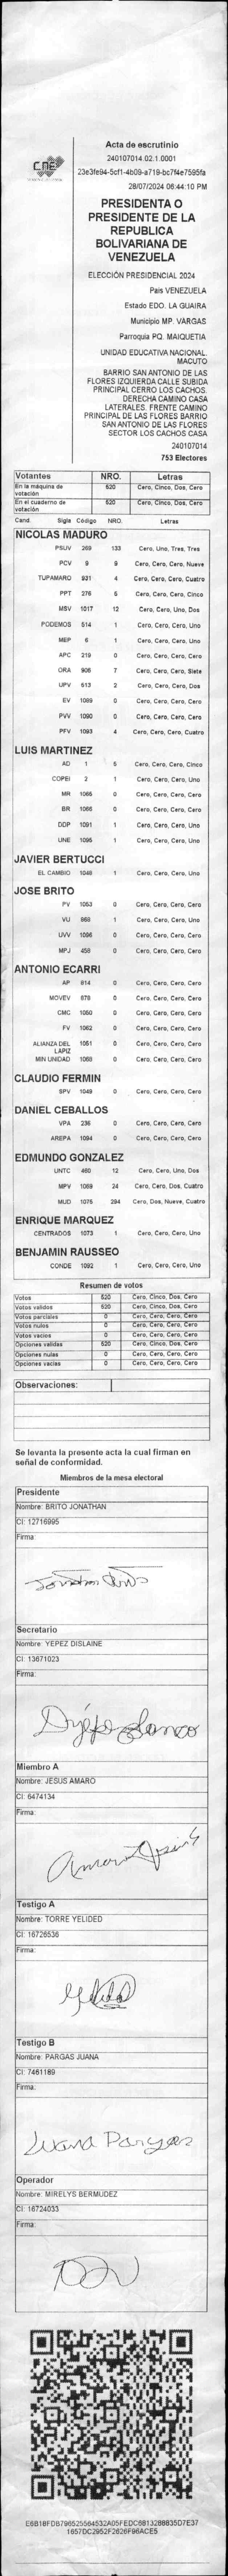 Acta de escrutinio
240107014.02.1.0001
23e3fe94-5cf1-4b09-a719-bc7f4e7595fa
28/07/2024 06:44:10 PM
CNE
PRESIDENTA O
PRESIDENTE DE LA
REPUBLICA
BOLIVARIANA DE
VENEZUELA
ELECCIÓN PRESIDENCIAL 2024
País VENEZUELA
Estado EDO. LA GUAIRA
Municipio MP. VARGAS
Parroquia PQ. MAIQUETIA
UNIDAD EDUCATIVA NACIONAL.
MACUTO
BARRIO SAN ANTONIO DE LAS
FLORES IZQUIERDA CALLE SUBIDA
PRINCIPAL CERRO LOS CACHOS.
DERECHA CAMINO CASA
LATERALES. FRENTE CAMINO
PRINCIPAL DE LAS FLORES BARRIO
SAN ANTONIO DE LAS FLORES
SECTOR LOS CACHOS CASA
240107014
753 Electores
Votantes NRO. Letras
En la máquina de votación 520 Cero, Cinco, Dos, Cero
En el cuaderno de votación 520 Cero, Cinco, Dos, Cero
Cand. Sigla Código NRO. Letras
NICOLAS MADURO
PSUV 269 133 Cero, Uno, Tres, Tres
PCV 9 9 Cero, Cero, Cero, Nueve
TUPAMARO 931 4 Cero, Cero, Cero, Cuatro
PPT 276 5 Cero, Cero, Cero, Cinco
MSV 1017 12 Cero, Cero, Uno, Dos
PODEMOS 514 1 Cero, Cero, Cero, Uno
MEP 6 1 Cero, Cero, Cero, Uno
APC 219 0 Cero, Cero, Cero, Cero
ORA 906 7 Cero, Cero, Cero, Siete
UPV 613 2 Cero, Cero, Cero, Dos
EV 1089 0 Cero, Cero, Cero, Cero
PVV 1090 0 Cero, Cero, Cero, Cero
PFV 1093 4 Cero, Cero, Cero, Cuatro
LUIS MARTINEZ
AD 1 5 Cero, Cero, Cero, Cinco
COPEI 2 1 Cero, Cero, Cero, Uno
MR 1065 0 Cero, Cero, Cero, Cero
BR 1066 0 Cero, Cero, Cero, Cero
DDP 1091 1 Cero, Cero, Cero, Uno
UNE 1095 1 Cero, Cero, Cero, Uno
JAVIER BERTUCCI
EL CAMBIO 1048 1 Cero, Cero, Cero, Uno
JOSE BRITO
PV 1053 0 Cero, Cero, Cero, Cero
VU 868 1 Cero, Cero, Cero, Uno
UVV 1096 0 Cero, Cero, Cero, Cero
MPJ 458 0 Cero, Cero, Cero, Cero
ANTONIO ECARRI
AP 814 0 Cero, Cero, Cero, Cero
MOVEV 878 0 Cero, Cero, Cero, Cero
CMC 1050 0 Cero, Cero, Cero, Cero
FV 1062 0 Cero, Cero, Cero, Cero
ALIANZA DEL LAPIZ 1051 0 Cero, Cero, Cero, Cero
MIN UNIDAD 1068 0 Cero, Cero, Cero, Cero
CLAUDIO FERMIN
SPV 1049 0 Cero, Cero, Cero, Cero
DANIEL CEBALLOS
VPA 236 0 Cero, Cero, Cero, Cero
AREPA 1094 0 Cero, Cero, Cero, Cero
EDMUNDO GONZALEZ
UNTC 460 12 Cero, Cero, Uno, Dos
MPV 1069 24 Cero, Cero, Dos, Cuatro
MUD 1075 294 Cero, Dos, Nueve, Cuatro
ENRIQUE MARQUEZ
CENTRADOS 1073 1 Cero, Cero, Cero, Uno
BENJAMIN RAUSSEO
CONDE 1092 1 Cero, Cero, Cero, Uno
Resumen de votos
Votos 520 Cero, Cinco, Dos, Cero
Votos validos 520 Cero, Cinco, Dos, Cero
Votos parciales 0 Cero, Cero, Cero, Cero
Votos nulos 0 Cero, Cero, Cero, Cero
Votos vacios 0 Cero, Cero, Cero, Cero
Opciones validas 520 Cero, Cinco, Dos, Cero
Opciones nulas 0 Cero, Cero, Cero, Cero
Opciones vacias 0 Cero, Cero, Cero, Cero
Observaciones:
Se levanta la presente acta la cual firman en
señal de conformidad.
Miembros de la mesa electoral
Presidente
Nombre: BRITO JONATHAN
CI: 12716995
Firma:
Secretario
Nombre: YEPEZ DISLAINE
CI: 13671023
Firma:
Miembro A
Nombre: JESUS AMARO
CI: 6474134
Firma:
Testigo A
Nombre: TORRE YELIDED
CI: 16726536
Firma:
Testigo B
Nombre: PARGAS JUANA
CI: 7461189
Firma:
Juana Pargas
Operador
Nombre: MIRELYS BERMUDEZ
CI: 16724033
Firma:
E6B1BFDB796525564532A05FEDC6813288835D7E37
1657DC2952F2626F96ACE5